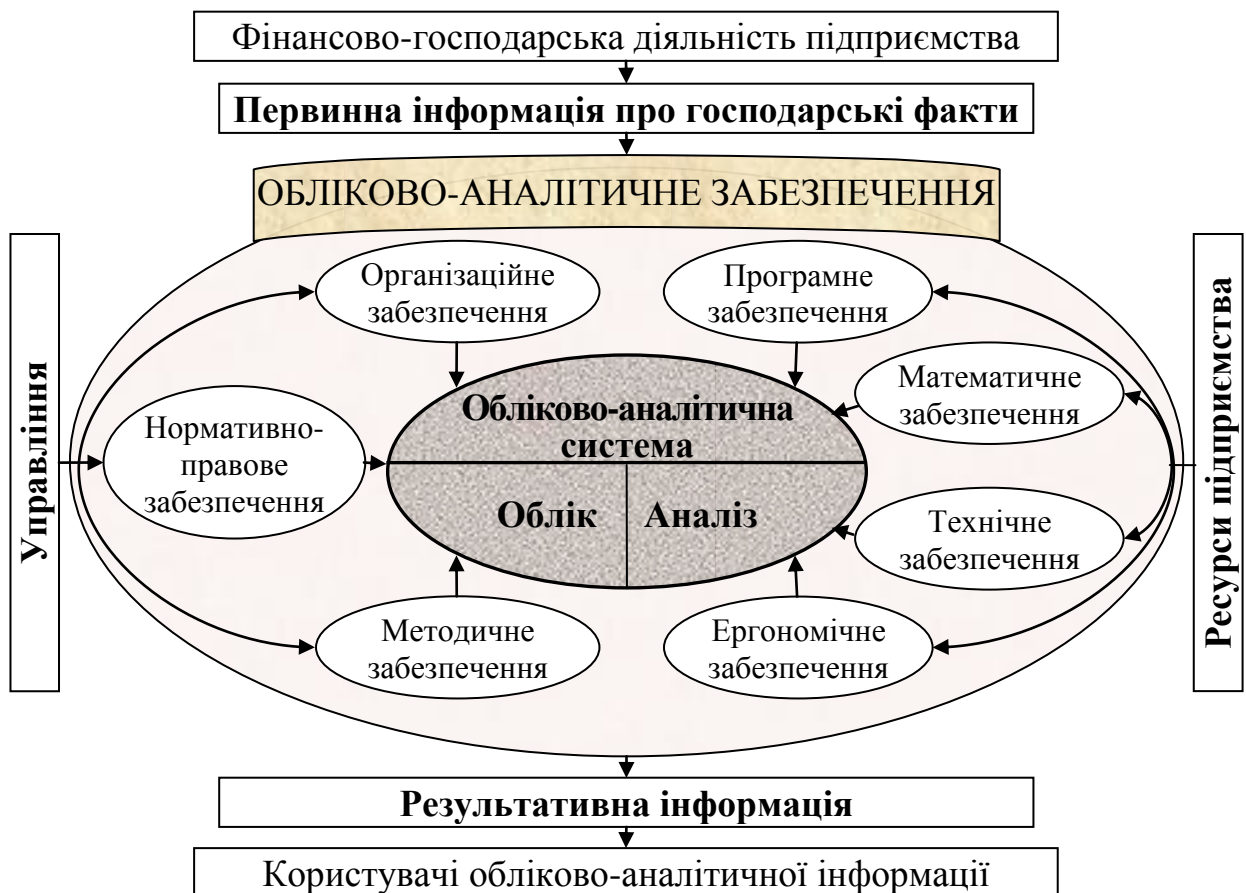 Фінансово-господарська діяльність підприємства
Первинна інформація про господарські факти
ОБЛІКОВО-АНАЛІТИЧНЕ ЗАБЕЗПЕЧЕННЯ
Управління
Організаційне
забезпечення
Нормативно-
правове
забезпечення
Методичне
забезпечення
Обліково-аналітична
система
Облік
Аналіз
Програмне
забезпечення
Математичне
забезпечення
Технічне
забезпечення
Ергономічне
забезпечення
Ресурси підприємства
Результативна інформація
Користувачі обліково-аналітичної інформації